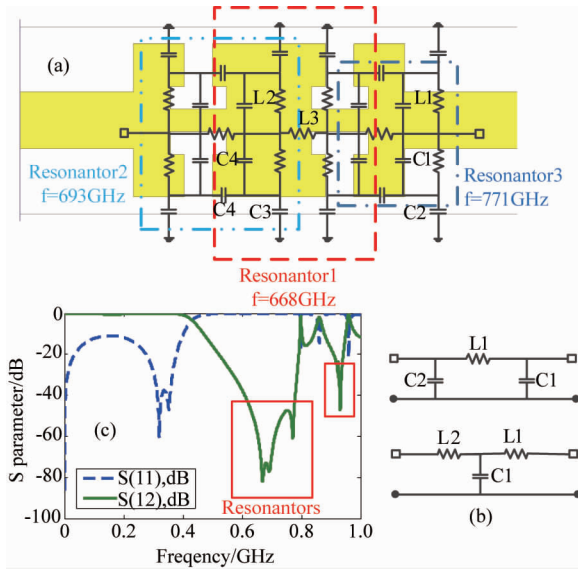 (a)
L2
L3
L1
C4
C1
C4
C3
C2
Resonantor2
f=693GHz
Resonantor3
f=771GHz
Resonantor1
f=668GHz
0
-20
-40
-60
-80
-100
S parameter/dB
(c)
S(11),dB
S(12),dB
Resonantors
0
0.2
0.4
0.6
0.8
1.0
Freqency/GHz
L1
C2
C1
L2
L1
C1
(b)